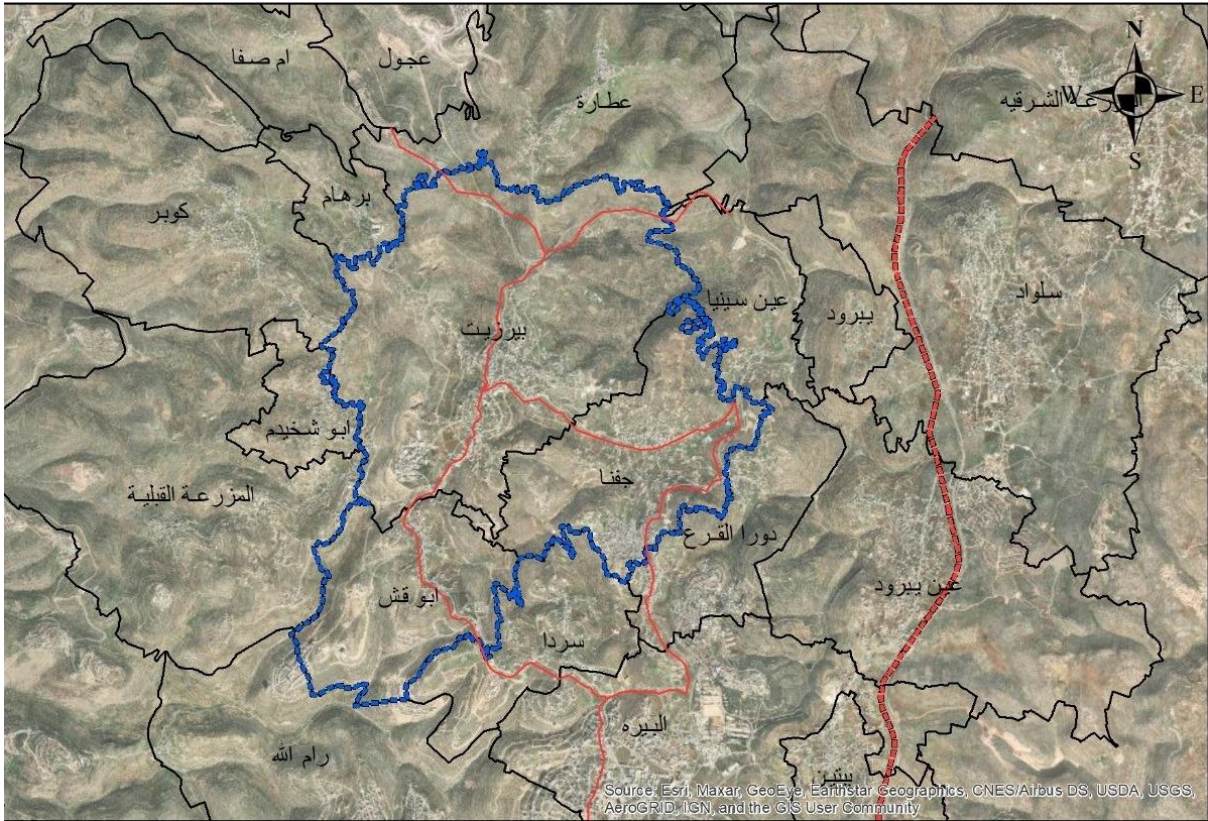 N
W
E
S
ام صفا
عجول
عطارة
المزرعة الشرقيه
برهام
كوبر
عين سينيا
يبرود
سلواد
بيرزيت
ابو شخيدم
المزرعة القبلية
جفنا
دورا القرع
ابو قش
عين يبرود
سردا
البيره
رام الله
بيتين
Source: Esri, Maxar, GeoEye, Earthstar Geographics, CNES/Airbus DS, USDA, USGS,
AeroGRID, IGN, and the GIS User Community